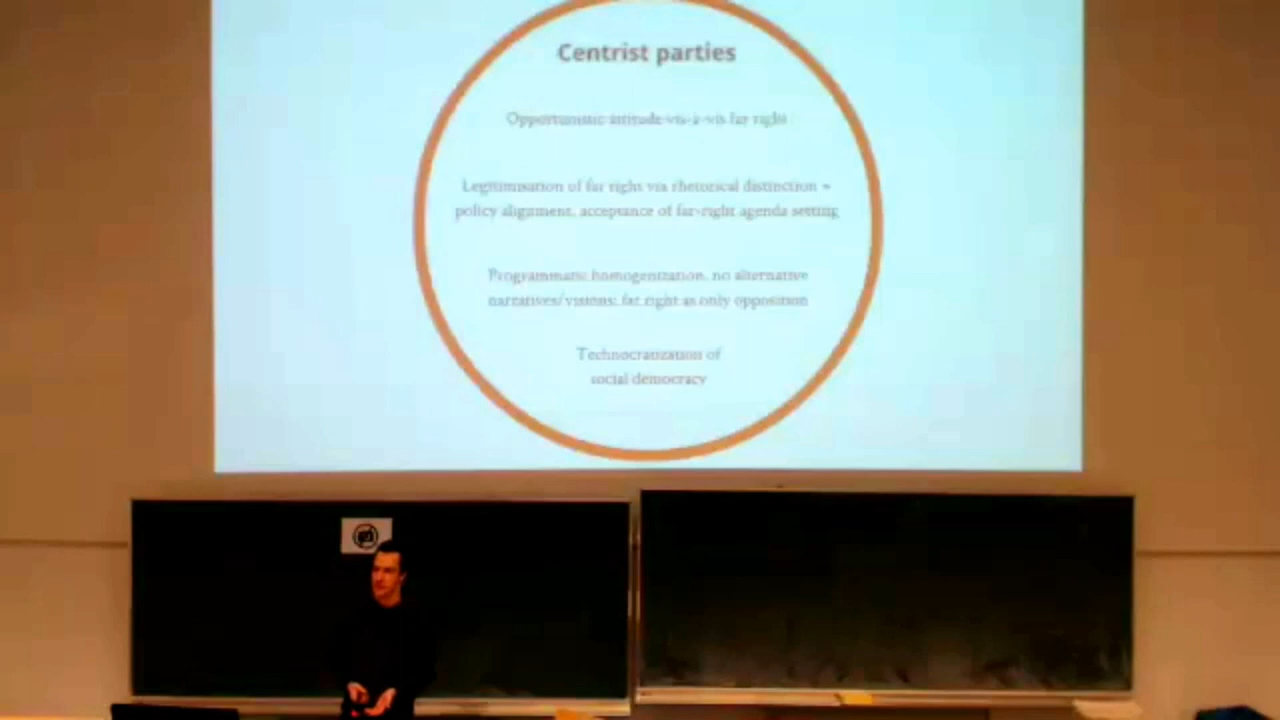 Centrist parties
Opportunistic attitude vis-a-vis far right
Legitimisation of far right via rhetorical distinction +
policy alignment, acceptance of far-right agenda setting
Programmatic homogenization, no alternative
narratives/visions: far right as only opposition
Technocratization of
social democracy